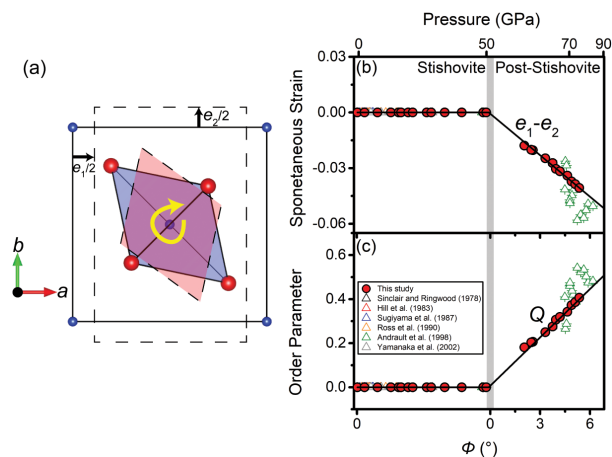 Pressure (GPa)
0 50 70 90
(a)
(b) Stishovite Post-Stishovite
0.03
0.00
-0.03
-0.06
Sponetaneous Strain
e₁-e₂
e₂/2
e₁/2
b
a
(c)
0.6
0.4
0.2
0.0
Order Parameter
Q
This study
Sinclair and Ringwood (1978)
Hill et al. (1983)
Sugiyama et al. (1987)
Ross et al. (1990)
Andrault et al. (1998)
Yamanaka et al. (2002)
0 0 3 6
Φ (°)